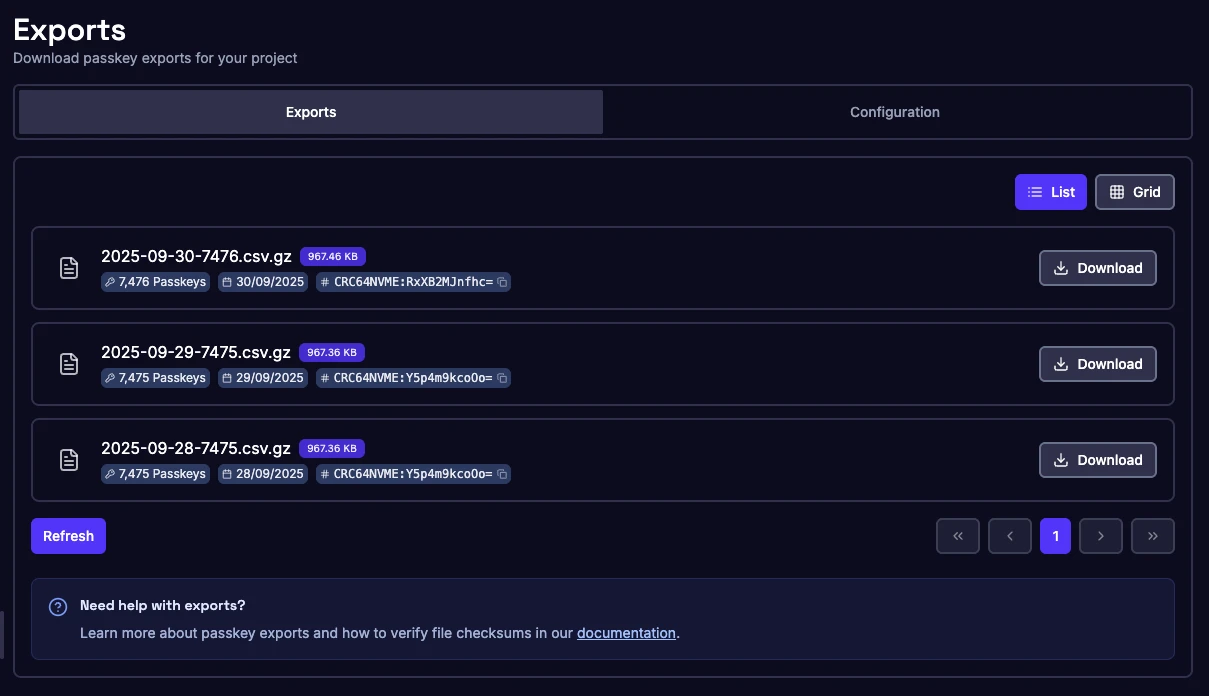 Exports
Download passkey exports for your project
Exports Configuration
List Grid
2025-09-30-7476.csv.gz 967.46 KB
7,476 Passkeys 30/09/2025 # CRC64NVME:RxXB2MJnfhc=
Download
2025-09-29-7475.csv.gz 967.36 KB
7,475 Passkeys 29/09/2025 # CRC64NVME:Y5p4m9kcoOo=
Download
2025-09-28-7475.csv.gz 967.36 KB
7,475 Passkeys 28/09/2025 # CRC64NVME:Y5p4m9kcoOo=
Download
Refresh « ‹ 1 › »
? Need help with exports?
Learn more about passkey exports and how to verify file checksums in our documentation.